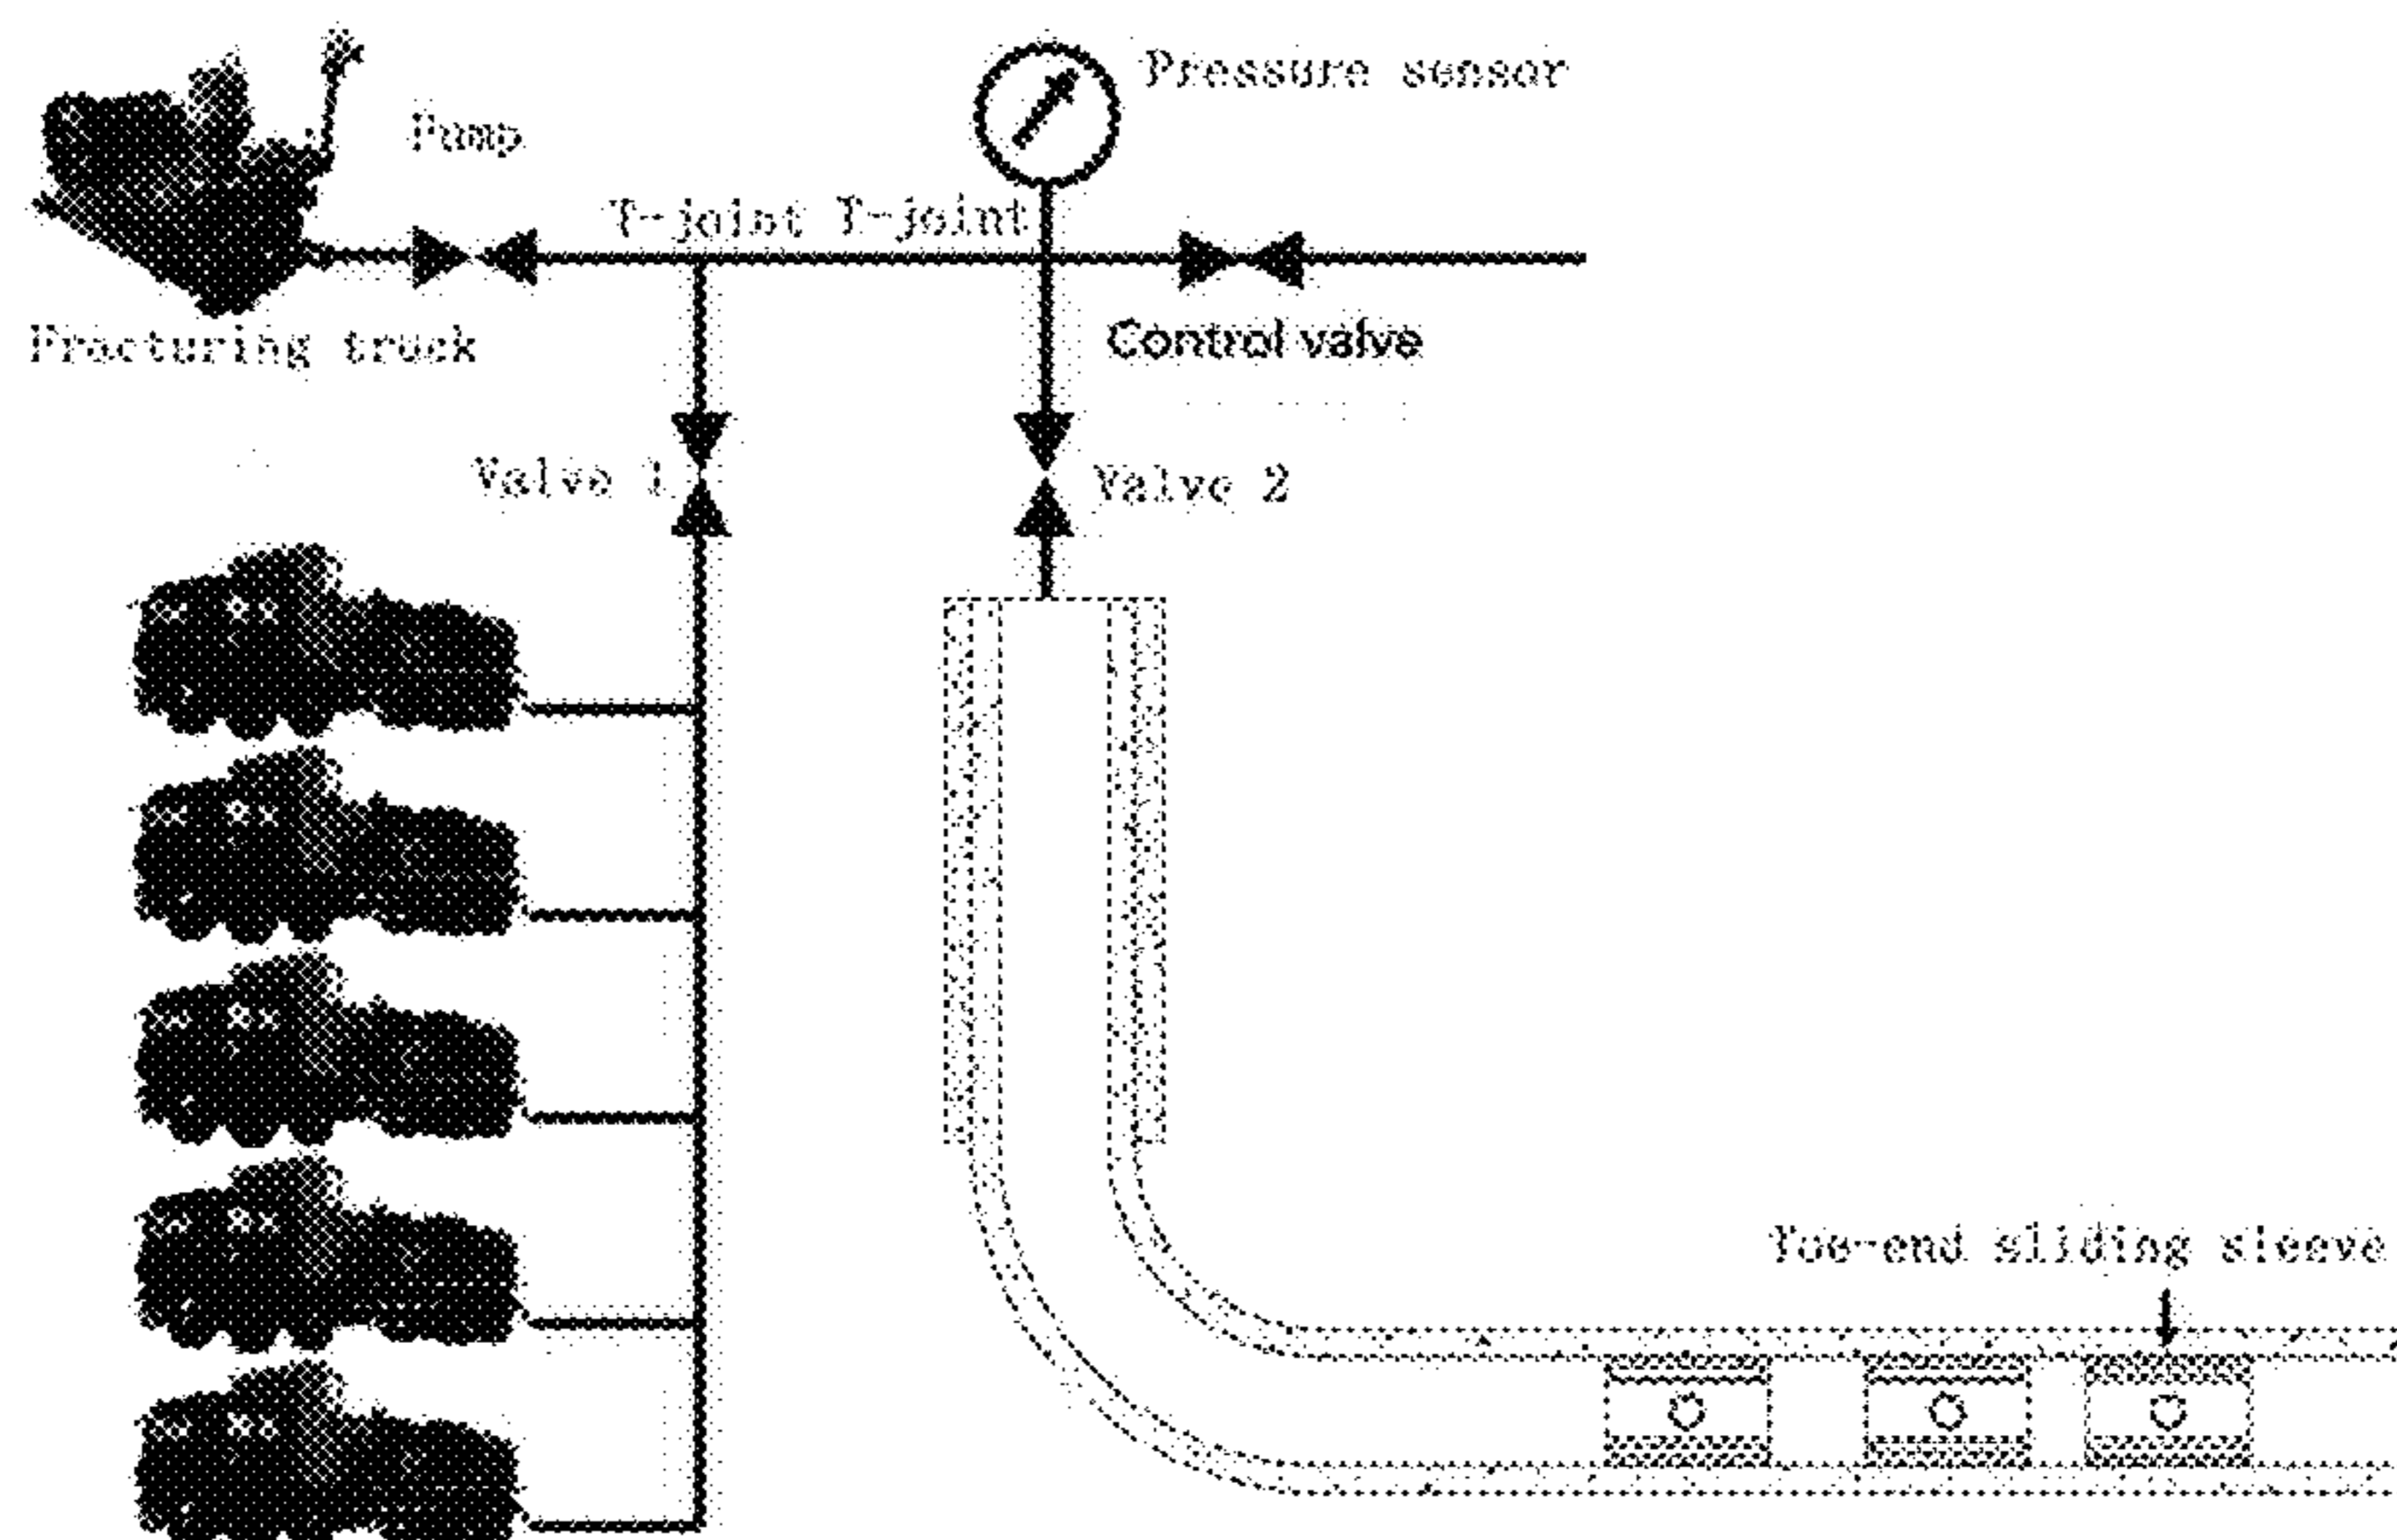 Pressure sensor
Pump
T-joint T-joint
Fracturing truck
Control valve
Valve 1
Valve 2
Toe-end sliding sleeve